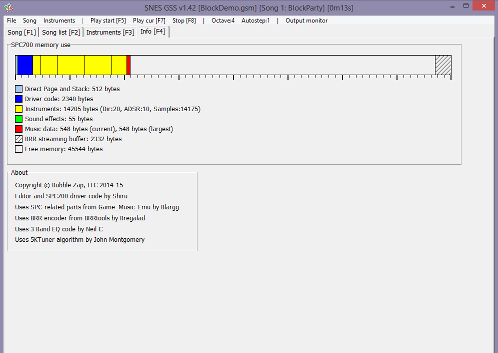 SNES GSS v1.42 [BlockDemo.gsm] [Song 1: BlockParty] [0m13s]
File Song Instruments | Play start [F5] Play cur [F7] Stop [F8] | Octave:4 Autostep:1 | Output monitor
Song [F1] Song list [F2] Instruments [F3] Info [F4]
SPC700 memory use
Direct Page and Stack: 512 bytes
Driver code: 2340 bytes
Instruments: 14205 bytes (Dir:20, ADSR:10, Samples:14175)
Sound effects: 55 bytes
Music data: 548 bytes (current), 548 bytes (largest)
BRR streaming buffer: 2332 bytes
Free memory: 45544 bytes
About
Copyright © Bubble Zap, LLC 2014-15
Editor and SPC700 driver code by Shiru
Uses SPC related parts from Game_Music_Emu by Blargg
Uses BRR encoder from BRRtools by Bregalad
Uses 3 Band EQ code by Neil C
Uses SKTuner algorithm by John Montgomery